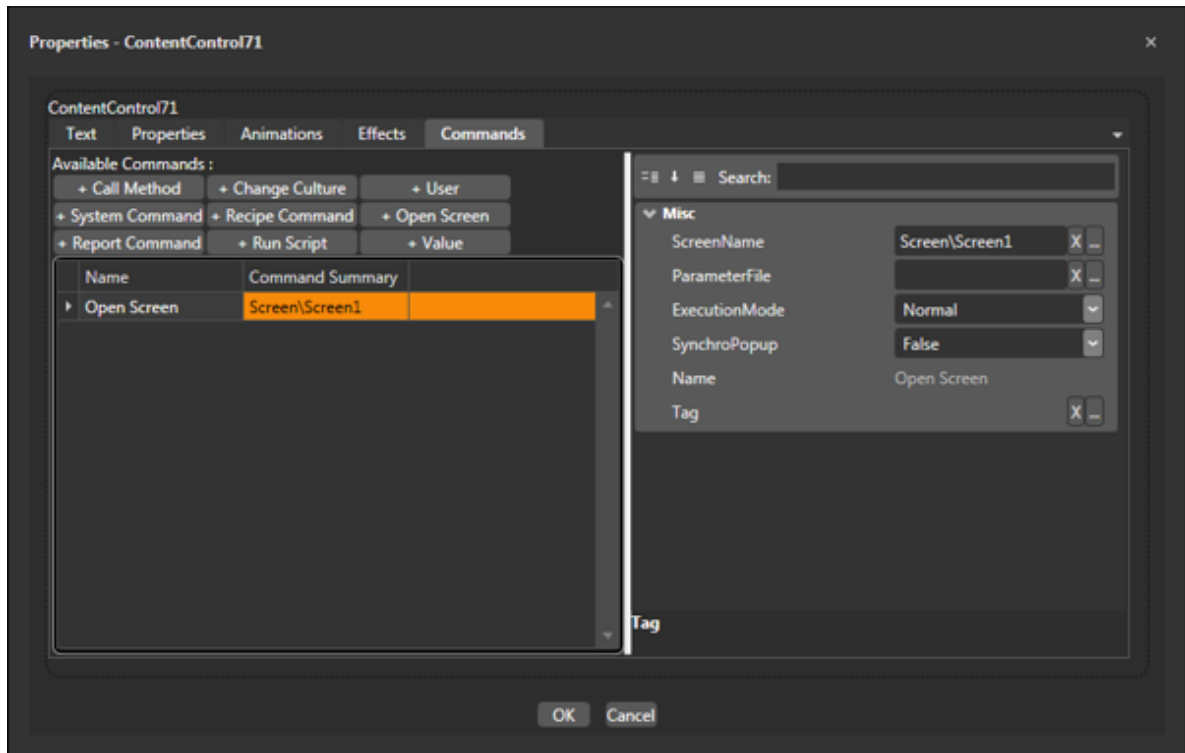 Properties - ContentControl71
ContentControl71
Text Properties Animations Effects Commands
Available Commands :
+ Call Method + Change Culture + User
+ System Command + Recipe Command + Open Screen
+ Report Command + Run Script + Value
Name Command Summary
Open Screen Screen\Screen1
Search:
Misc
ScreenName Screen\Screen1 X ...
ParameterFile X ...
ExecutionMode Normal
SynchroPopup False
Name Open Screen
Tag X ...
Tag
OK Cancel